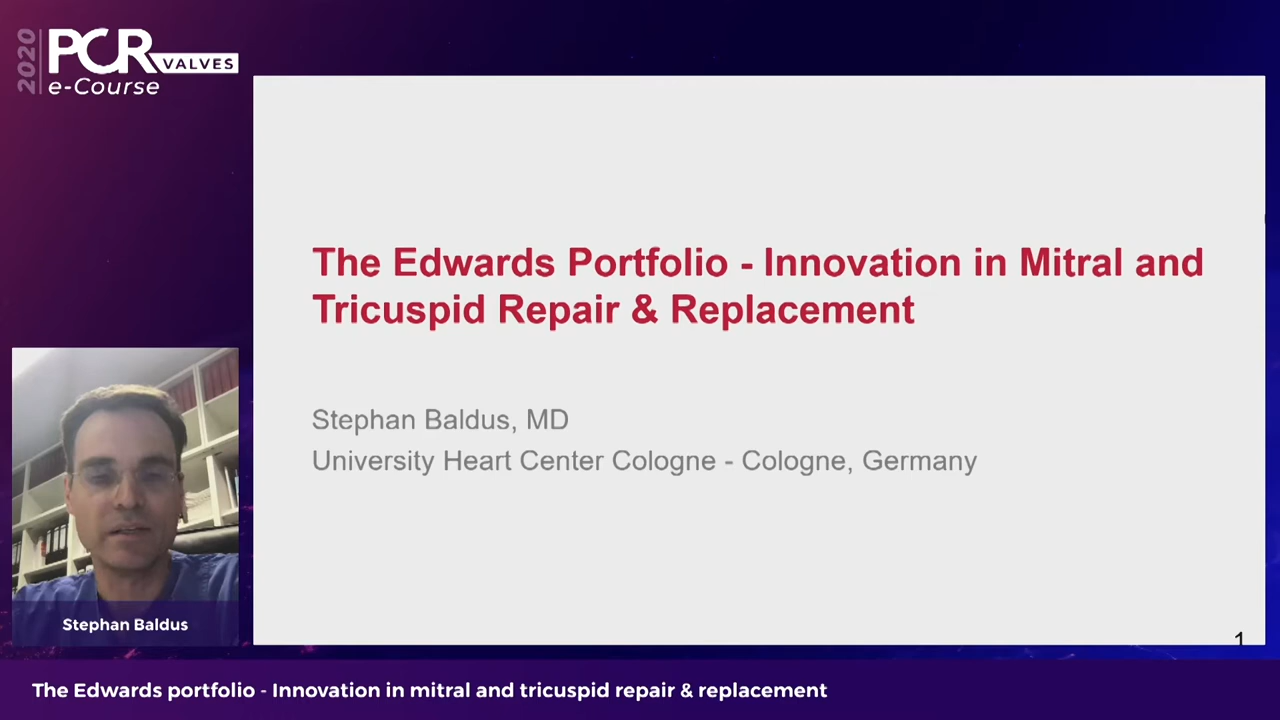 2020
PCR
VALVES
e-Course
The Edwards Portfolio - Innovation in Mitral and
Tricuspid Repair & Replacement
Stephan Baldus, MD
University Heart Center Cologne - Cologne, Germany
Stephan Baldus
1
The Edwards portfolio - Innovation in mitral and tricuspid repair & replacement